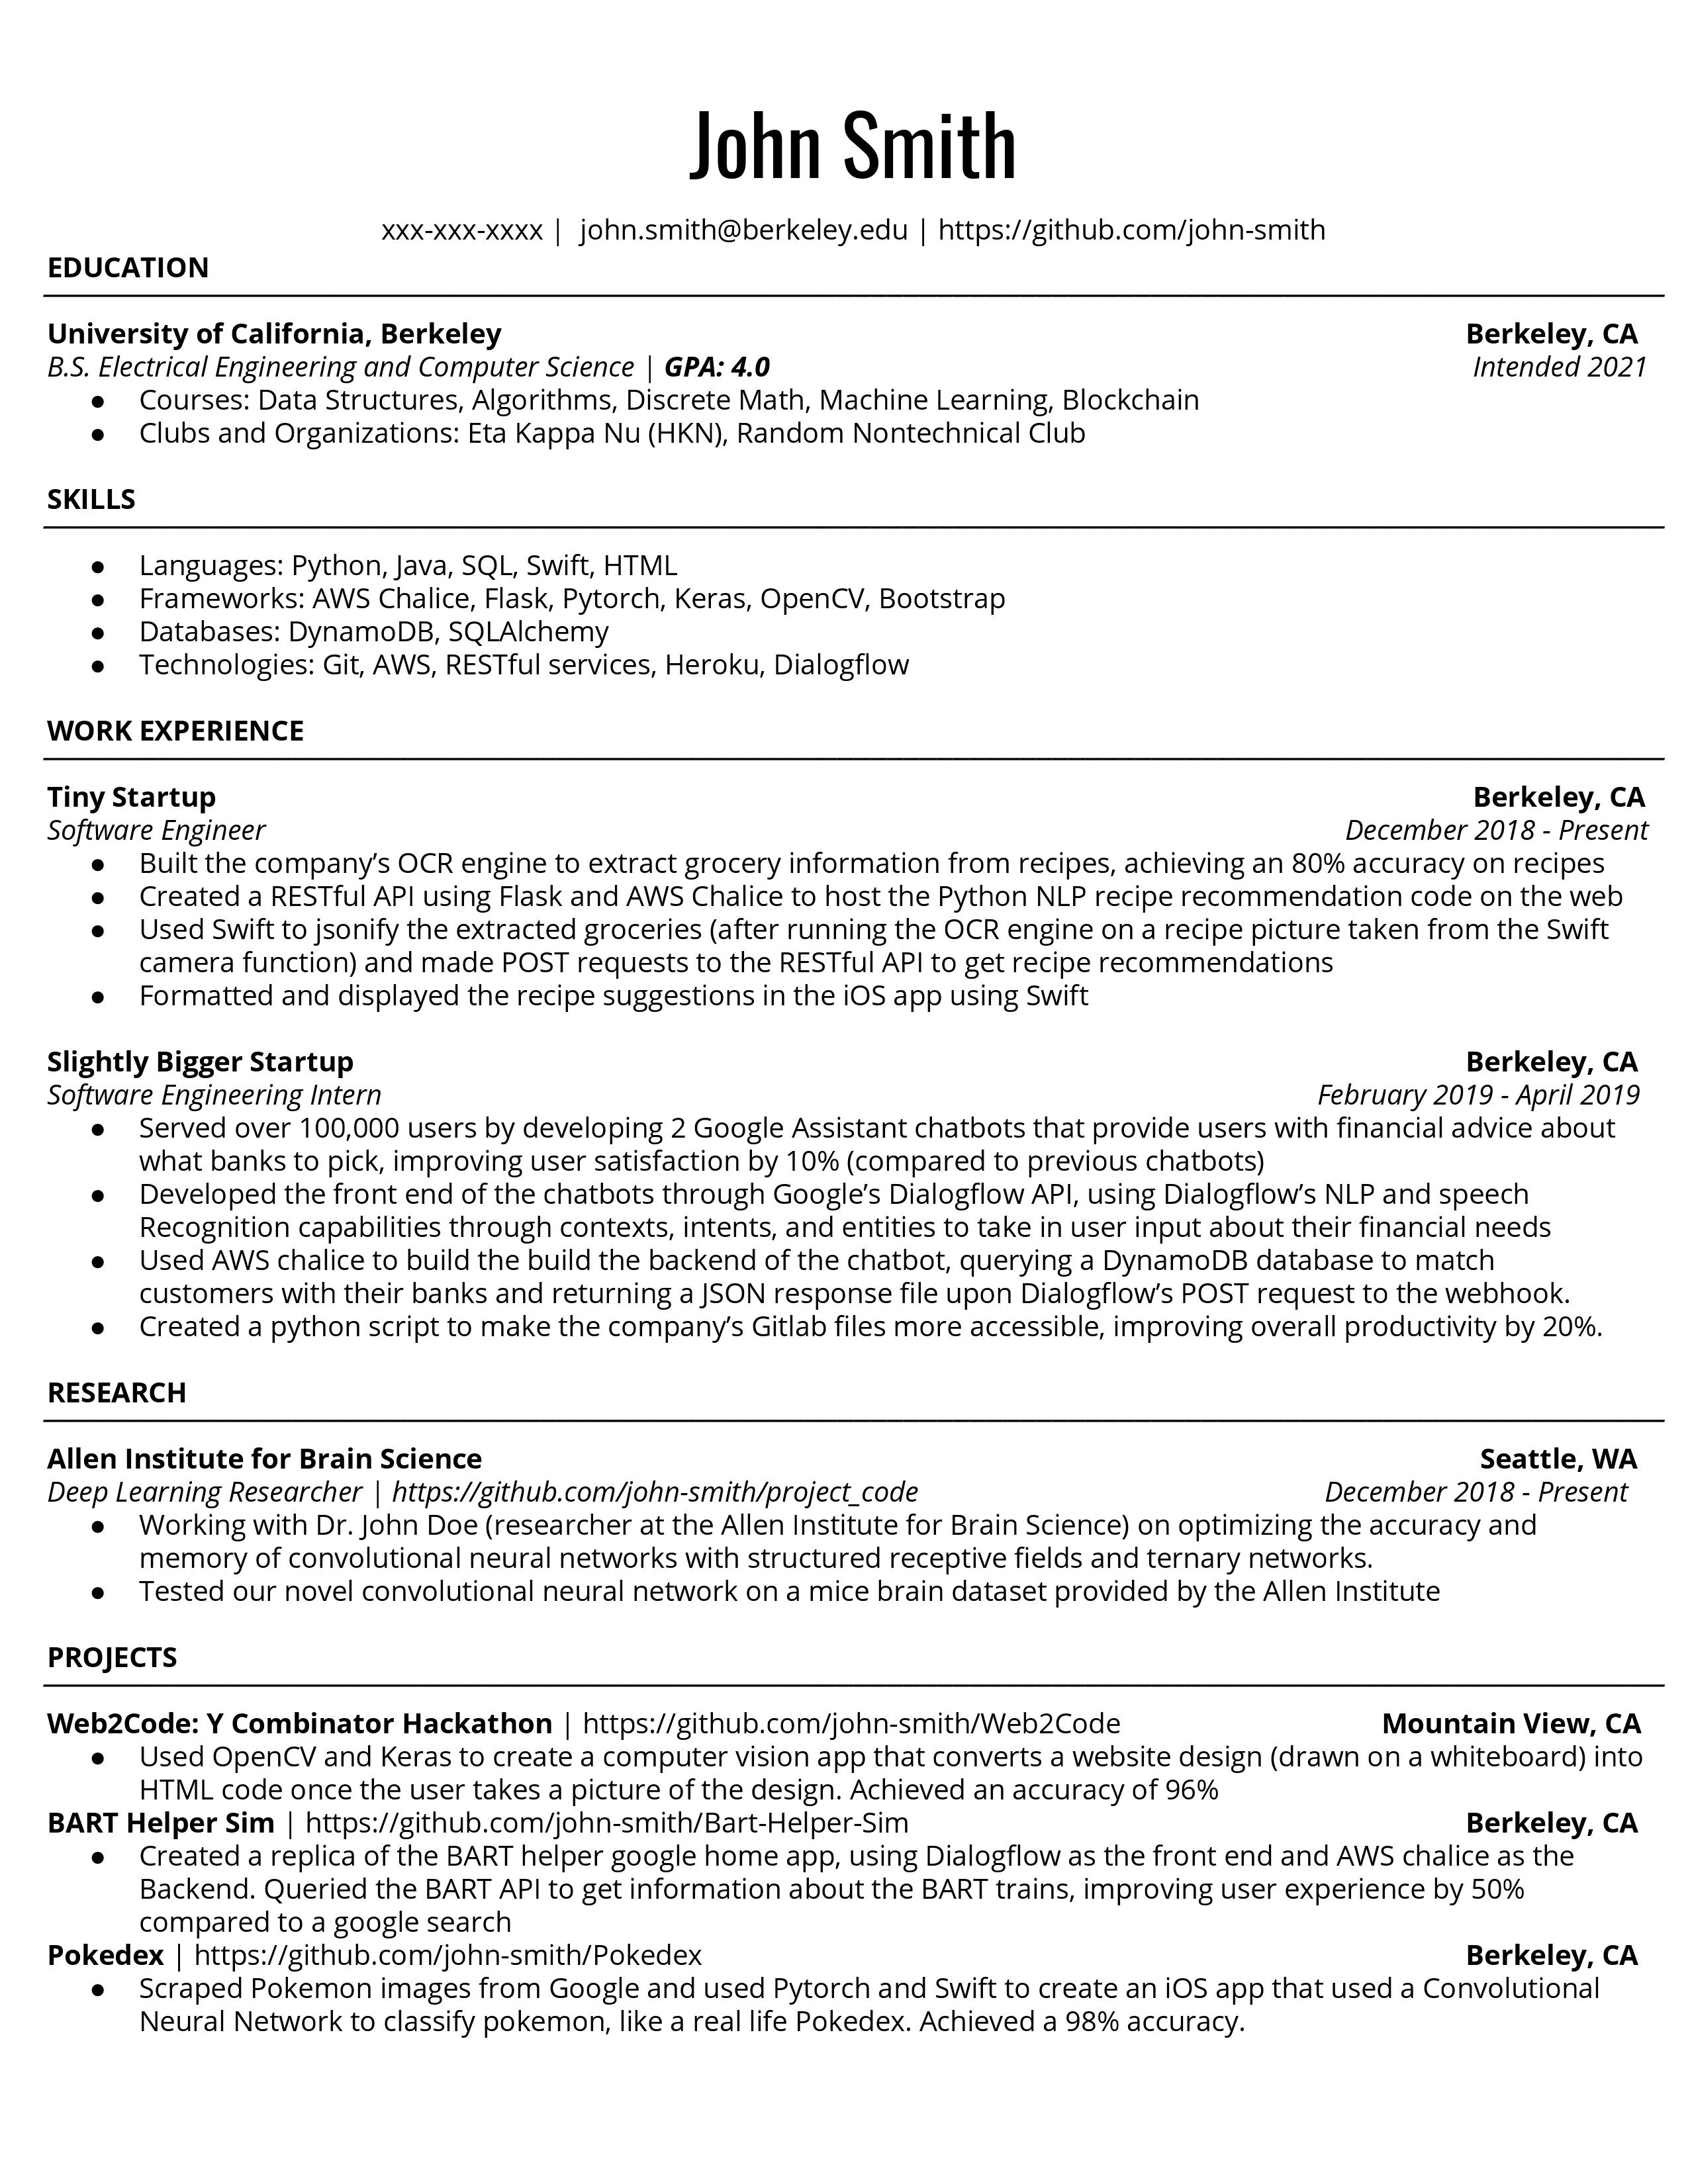 John Smith
xxx-xxx-xxxx | john.smith@berkeley.edu | https://github.com/john-smith
EDUCATION
University of California, Berkeley Berkeley, CA
B.S. Electrical Engineering and Computer Science | GPA: 4.0 Intended 2021
● Courses: Data Structures, Algorithms, Discrete Math, Machine Learning, Blockchain
● Clubs and Organizations: Eta Kappa Nu (HKN), Random Nontechnical Club
SKILLS
● Languages: Python, Java, SQL, Swift, HTML
● Frameworks: AWS Chalice, Flask, Pytorch, Keras, OpenCV, Bootstrap
● Databases: DynamoDB, SQLAlchemy
● Technologies: Git, AWS, RESTful services, Heroku, Dialogflow
WORK EXPERIENCE
Tiny Startup Berkeley, CA
Software Engineer December 2018 - Present
● Built the company’s OCR engine to extract grocery information from recipes, achieving an 80% accuracy on recipes
● Created a RESTful API using Flask and AWS Chalice to host the Python NLP recipe recommendation code on the web
● Used Swift to jsonify the extracted groceries (after running the OCR engine on a recipe picture taken from the Swift
camera function) and made POST requests to the RESTful API to get recipe recommendations
● Formatted and displayed the recipe suggestions in the iOS app using Swift
Slightly Bigger Startup Berkeley, CA
Software Engineering Intern February 2019 - April 2019
● Served over 100,000 users by developing 2 Google Assistant chatbots that provide users with financial advice about
what banks to pick, improving user satisfaction by 10% (compared to previous chatbots)
● Developed the front end of the chatbots through Google’s Dialogflow API, using Dialogflow’s NLP and speech
Recognition capabilities through contexts, intents, and entities to take in user input about their financial needs
● Used AWS chalice to build the build the backend of the chatbot, querying a DynamoDB database to match
customers with their banks and returning a JSON response file upon Dialogflow’s POST request to the webhook.
● Created a python script to make the company’s Gitlab files more accessible, improving overall productivity by 20%.
RESEARCH
Allen Institute for Brain Science Seattle, WA
Deep Learning Researcher | https://github.com/john-smith/project_code December 2018 - Present
● Working with Dr. John Doe (researcher at the Allen Institute for Brain Science) on optimizing the accuracy and
memory of convolutional neural networks with structured receptive fields and ternary networks.
● Tested our novel convolutional neural network on a mice brain dataset provided by the Allen Institute
PROJECTS
Web2Code: Y Combinator Hackathon | https://github.com/john-smith/Web2Code Mountain View, CA
● Used OpenCV and Keras to create a computer vision app that converts a website design (drawn on a whiteboard) into
HTML code once the user takes a picture of the design. Achieved an accuracy of 96%
BART Helper Sim | https://github.com/john-smith/Bart-Helper-Sim Berkeley, CA
● Created a replica of the BART helper google home app, using Dialogflow as the front end and AWS chalice as the
Backend. Queried the BART API to get information about the BART trains, improving user experience by 50%
compared to a google search
Pokedex | https://github.com/john-smith/Pokedex Berkeley, CA
● Scraped Pokemon images from Google and used Pytorch and Swift to create an iOS app that used a Convolutional
Neural Network to classify pokemon, like a real life Pokedex. Achieved a 98% accuracy.